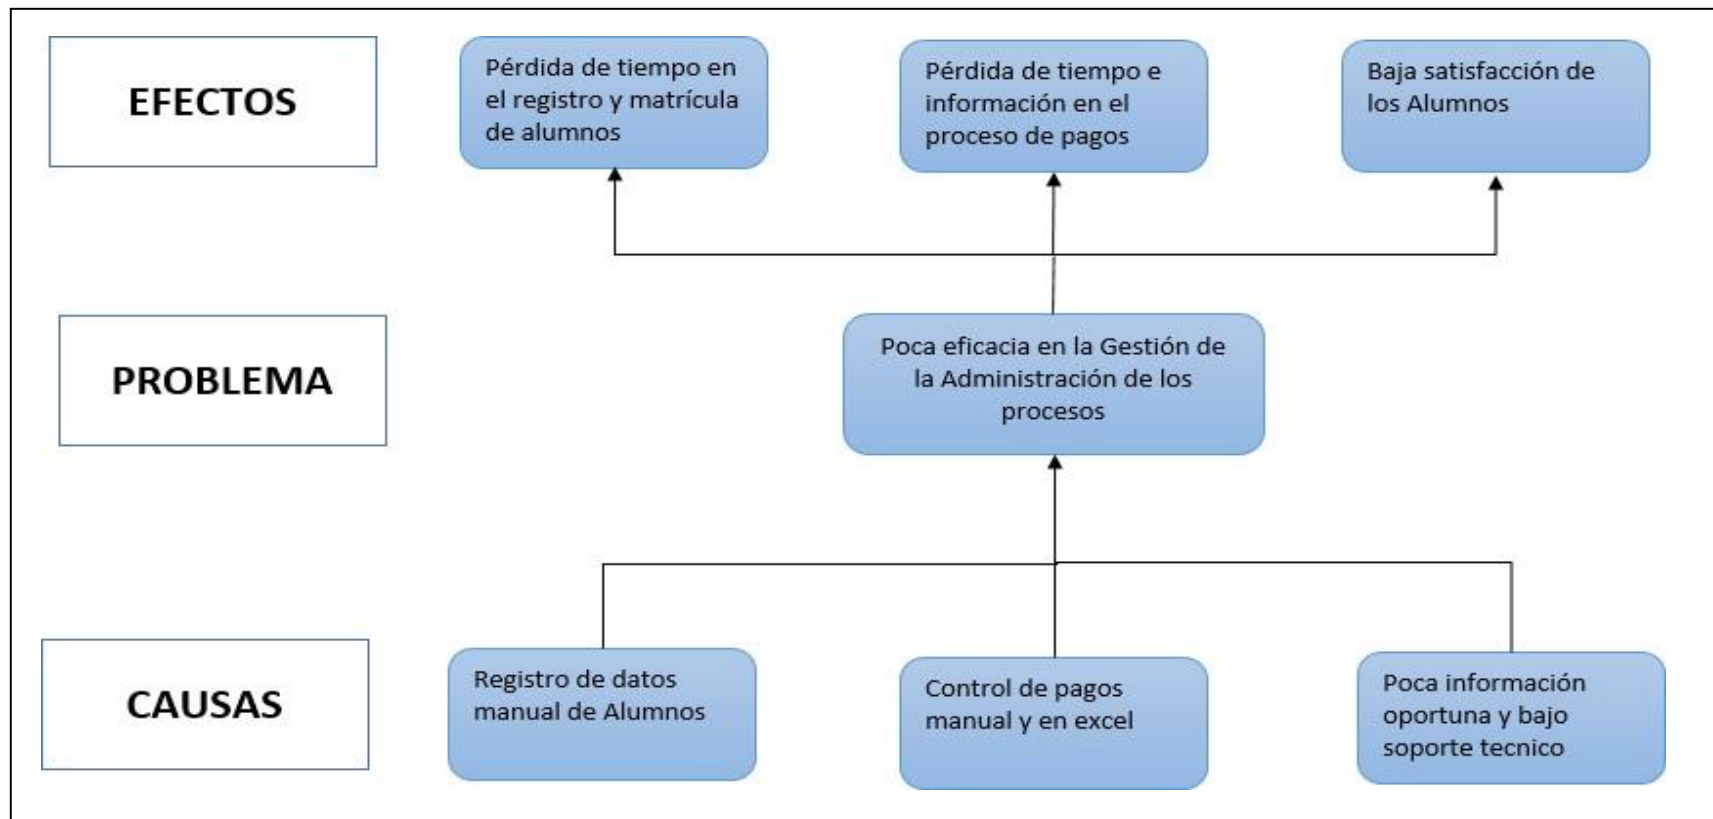 EFECTOS
Pérdida de tiempo en
el registro y matrícula
de alumnos
Pérdida de tiempo e
información en el
proceso de pagos
Baja satisfacción de
los Alumnos
PROBLEMA
Poca eficacia en la Gestión de
la Administración de los
procesos
CAUSAS
Registro de datos
manual de Alumnos
Control de pagos
manual y en excel
Poca información
oportuna y bajo
soporte tecnico